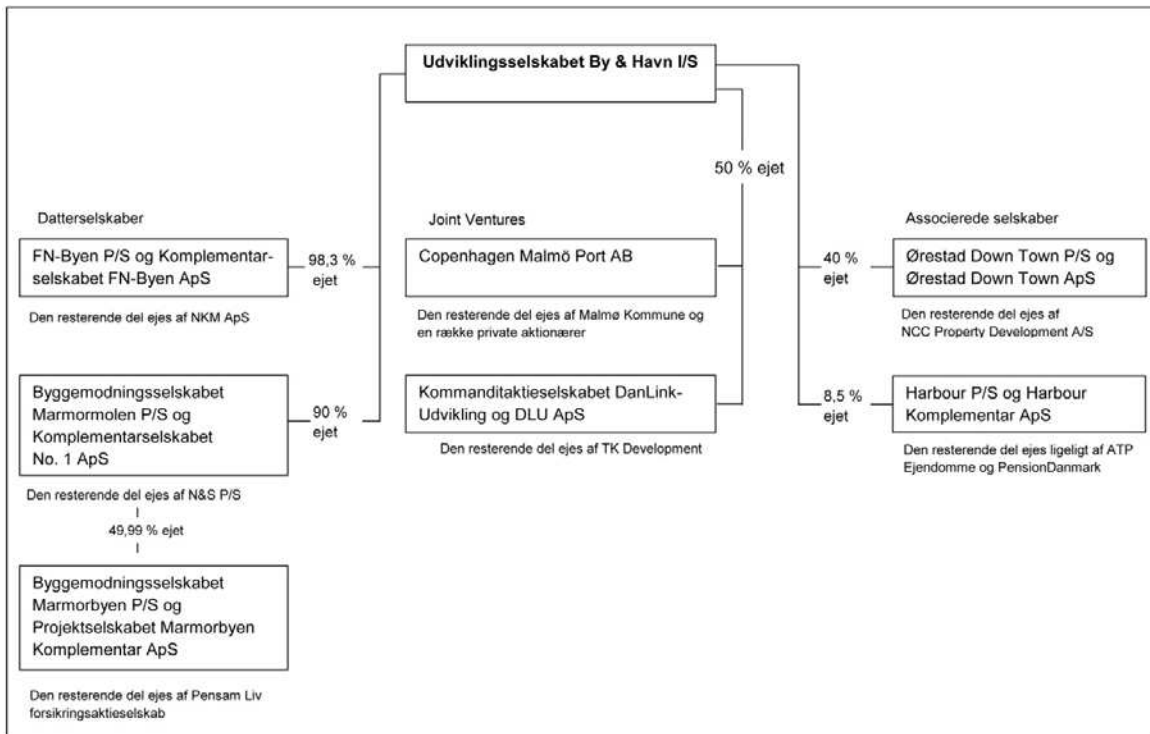 Udviklingsselskabet By & Havn I/S
50 % ejet
Datterselskaber
FN-Byen P/S og Komplementar-
selskabet FN-Byen ApS
98,3 %
ejet
Den resterende del ejes af NKM ApS
Byggemodningsselskabet
Marmormolen P/S og
Komplementarselskabet
No. 1 ApS
90 %
ejet
Den resterende del ejes af N&S P/S
49,99 % ejet
Byggemodningsselskabet
Marmorbyen P/S og
Projektselskabet Marmorbyen
Komplementar ApS
Den resterende del ejes af Pensam Liv
forsikringsaktieselskab
Joint Ventures
Copenhagen Malmö Port AB
Den resterende del ejes af Malmø Kommune og
en række private aktionærer
Kommanditaktieselskabet DanLink-
Udvikling og DLU ApS
Den resterende del ejes af TK Development
Associerede selskaber
40 %
ejet
Ørestad Down Town P/S og
Ørestad Down Town ApS
Den resterende del ejes af
NCC Property Development A/S
8,5 %
ejet
Harbour P/S og Harbour
Komplementar ApS
Den resterende del ejes ligeligt af ATP
Ejendomme og PensionDanmark